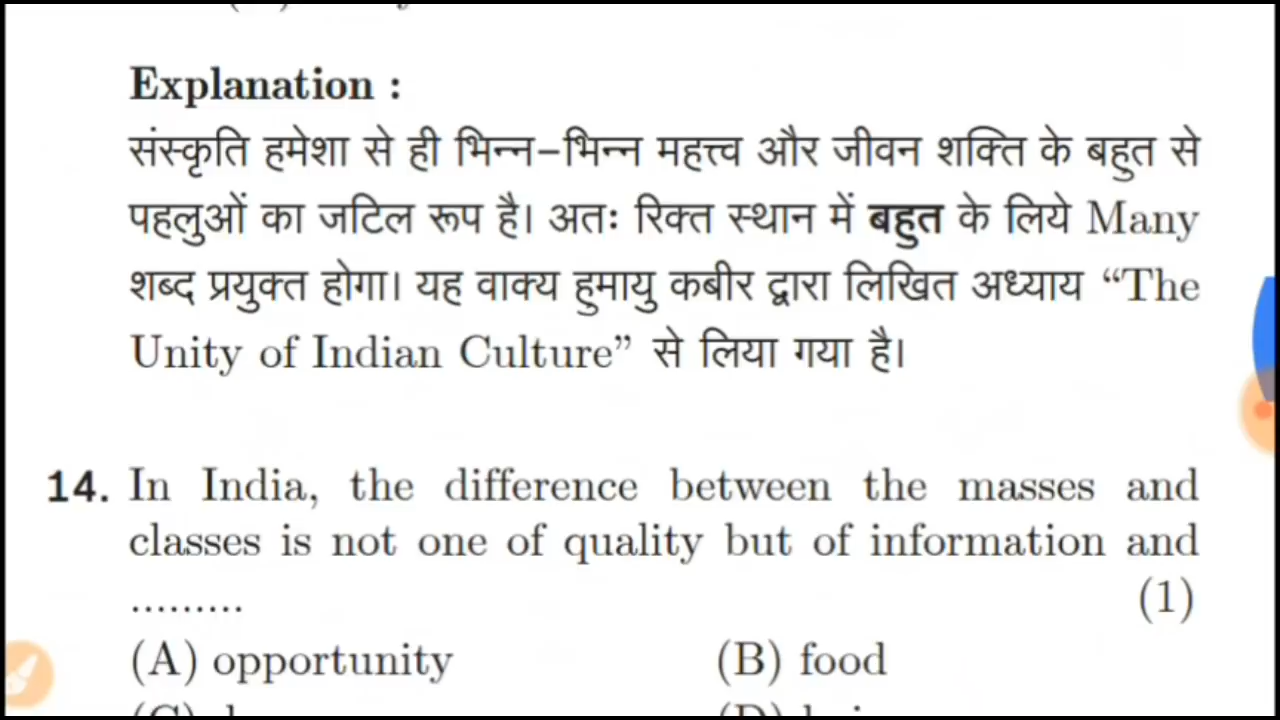 Explanation :
संस्कृति हमेशा से ही भिन्न-भिन्न महत्त्व और जीवन शक्ति के बहुत से
पहलुओं का जटिल रूप है। अतः रिक्त स्थान में बहुत के लिये Many
शब्द प्रयुक्त होगा। यह वाक्य हुमायु कबीर द्वारा लिखित अध्याय “The
Unity of Indian Culture” से लिया गया है।
14. In India, the difference between the masses and
classes is not one of quality but of information and
......... (1)
(A) opportunity (B) food